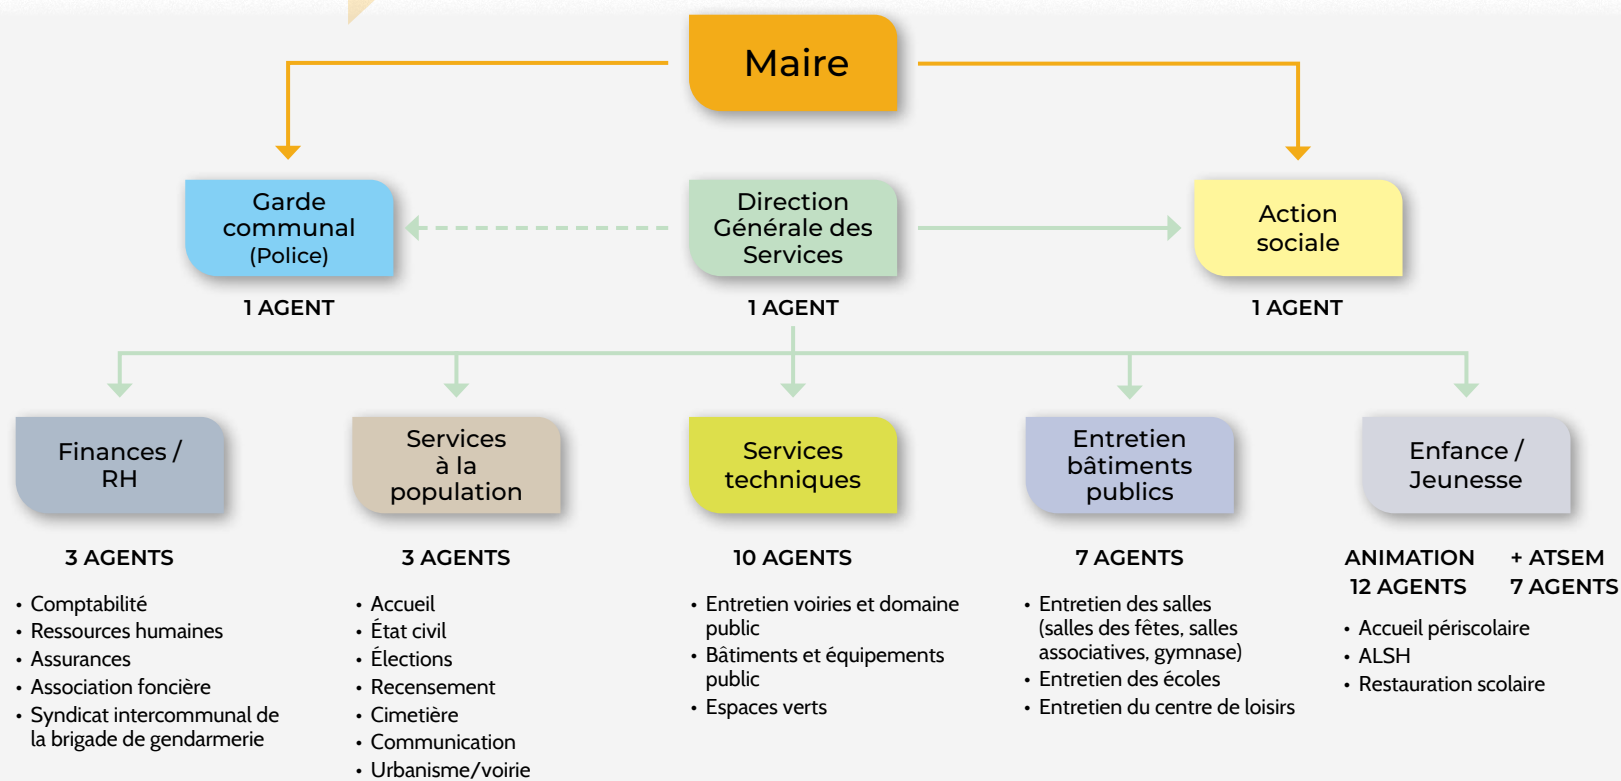 Maire
Garde
communal
(Police)
1 AGENT
Direction
Générale des
Services
1 AGENT
Action
sociale
1 AGENT
Finances /
RH
3 AGENTS
• Comptabilité
• Ressources humaines
• Assurances
• Association foncière
• Syndicat intercommunal de
la brigade de gendarmerie
Services
à la
population
3 AGENTS
• Accueil
• État civil
• Élections
• Recensement
• Cimetière
• Communication
• Urbanisme/voirie
Services
techniques
10 AGENTS
• Entretien voiries et domaine
public
• Bâtiments et équipements
public
• Espaces verts
Entretien
bâtiments
publics
7 AGENTS
• Entretien des salles
(salles des fêtes, salles
associatives, gymnase)
• Entretien des écoles
• Entretien du centre de loisirs
Enfance /
Jeunesse
ANIMATION
12 AGENTS
+ ATSEM
7 AGENTS
• Accueil périscolaire
• ALSH
• Restauration scolaire